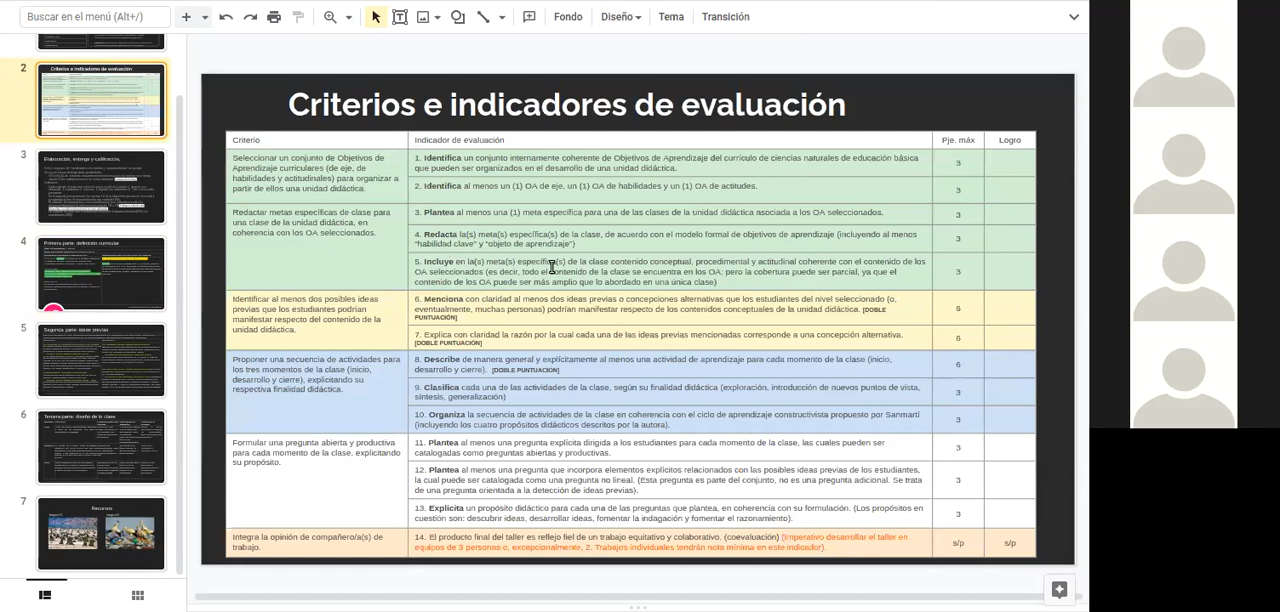 Buscar en el menú (Alt+/)
Fondo
Diseño
Tema
Transición
2
3
4
5
6
7
Criterios e indicadores de evaluación
Elaboración, entrega y calificaciones.
Primera parte: definición curricular
Segunda parte: ideas previas
Tercera parte: diseño de la clase
Recursos
Criterios e indicadores de evaluación
Criterio
Indicador de evaluación
Pje. máx
Logro
Seleccionar un conjunto de Objetivos de
Aprendizaje curriculares (de eje, de
habilidades y actitudinales) para organizar a
partir de ellos una unidad didáctica.
1. Identifica un conjunto internamente coherente de Objetivos de Aprendizaje del currículo de ciencias naturales de educación básica
que pueden ser organizados en el desarrollo de una unidad didáctica.
3
2. Identifica al menos un (1) OA de eje, un (1) OA de habilidades y un (1) OA de actitudes.
3
Redactar metas específicas de clase para
una clase de la unidad didáctica, en
coherencia con los OA seleccionados.
3. Plantea al menos una (1) meta específica para una de las clases de la unidad didáctica asociada a los OA seleccionados.
3
4. Redacta la(s) meta(s) específica(s) de la clase, de acuerdo con el modelo formal de objetivos de aprendizaje (incluyendo al menos
“habilidad clave” y “objeto de aprendizaje”)
3
5. Incluye en la(s) meta(s) específica(s) de la clase contenido conceptual, procedimental y actitudinal coherente con el contenido de los
OA seleccionados (es decir, todo el contenido de la clase se encuentra en los OA; pero la cobertura puede ser parcial, ya que el
contenido de los OA puede ser más amplio que lo abordado en una única clase)
3
Identificar al menos dos posibles ideas
previas que los estudiantes podrían
manifestar respecto del contenido de la
unidad didáctica.
6. Menciona con claridad al menos dos ideas previas o concepciones alternativas que los estudiantes del nivel seleccionado (o,
eventualmente, muchas personas) podrían manifestar respecto de los contenidos conceptuales de la unidad didáctica. [DOBLE
PUNTUACIÓN]
6
7. Explica con claridad la razón por la cual cada una de las ideas previas mencionadas corresponde a una concepción alternativa.
[DOBLE PUNTUACIÓN]
6
Proponer una secuencia de actividades para
los tres momentos de la clase (inicio,
desarrollo y cierre), explicitando su
respectiva finalidad didáctica.
8. Describe de manera general y explícitamente al menos una actividad de aprendizaje para cada momento de la clase (inicio,
desarrollo y cierre). [DOBLE PUNTUACIÓN]
6
9. Clasifica cada una de las actividades de la clase, según su finalidad didáctica (exploración, introducción de nuevos puntos de vista,
síntesis, generalización)
3
10. Organiza la secuencia de actividades de la clase en coherencia con el ciclo de aprendizaje constructivista propuesto por Sanmartí
(incluyendo los cuatro propósitos didácticos descritos por la autora).
3
Formular una pregunta abierta y productiva
para cada momento de la clase, explicitando
su propósito.
11. Plantea al menos una pregunta escrita dirigida a los estudiantes para cada momento de la clase, las cuales pueden ser
catalogadas como preguntas abiertas y productivas.
3
12. Plantea al menos una pregunta que incorpora elementos explícitos relacionados con las posibles ideas previas de los estudiantes,
la cual puede ser catalogada como una pregunta no lineal. (Esta pregunta es parte del conjunto, no es una pregunta adicional. Se trata
de una pregunta orientada a la detección de ideas previas).
3
13. Explicita un propósito didáctico para cada una de las preguntas que plantea, en coherencia con su formulación. (Los propósitos en
cuestión son: descubrir ideas, desarrollar ideas, fomentar la indagación y fomentar el razonamiento).
3
Integra la opinión de compañero/a(s) de
trabajo.
14. El producto final del taller es reflejo fiel de un trabajo equitativo y colaborativo. (coevaluación) (Imperativo desarrollar el taller en
equipos de 3 personas o, excepcionalmente, 2. Trabajos individuales tendrán nota mínima en este indicador).
s/p
s/p